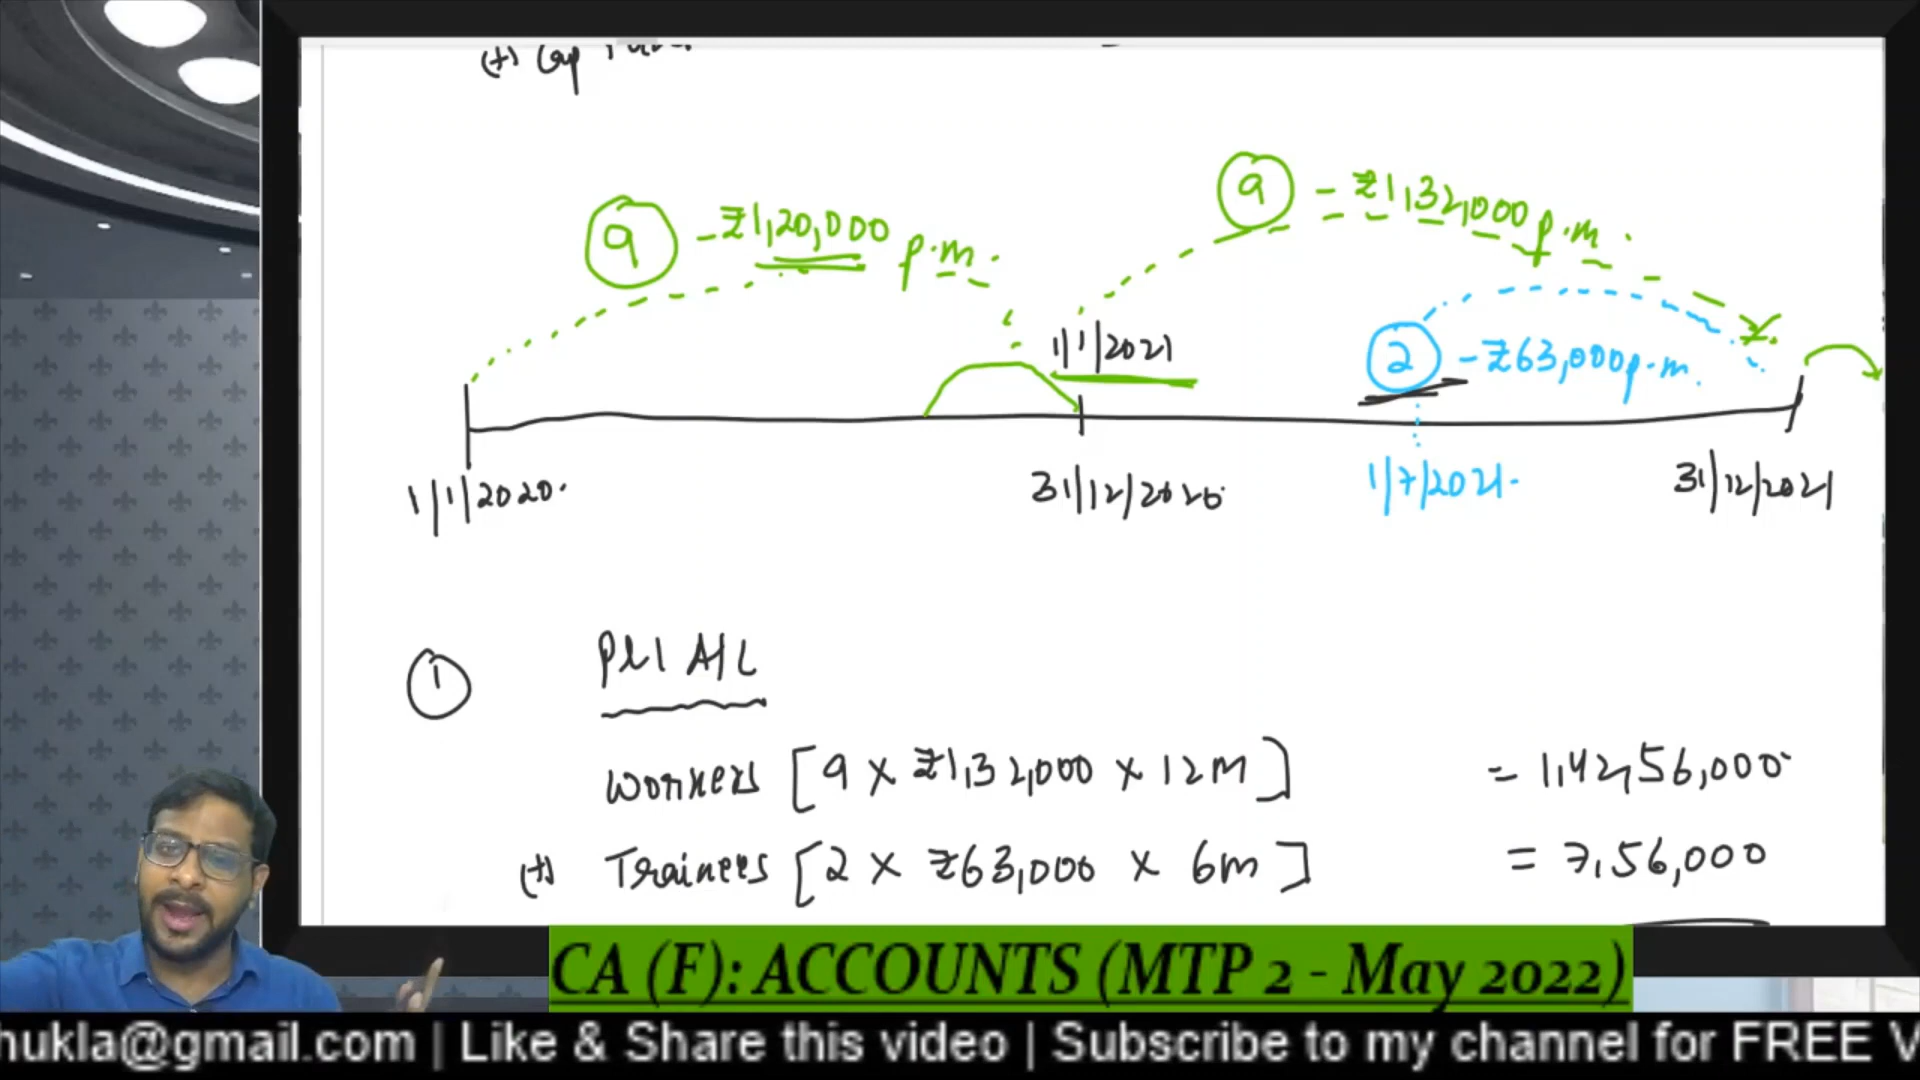 (+)
9 - ₹1,20,000 p.m.
9 - ₹1,32,000 p.m.
1/1/2021
2 - ₹63,000 p.m.
1/1/2020.
31/12/2020
1/7/2021.
31/12/2021
1 P&L A/C
Workers [9 × ₹1,32,000 × 12M] = 1,42,56,000
(+) Trainees [2 × ₹63,000 × 6M] = 7,56,000
CA (F): ACCOUNTS (MTP 2 - May 2022)
hukla@gmail.com | Like & Share this video | Subscribe to my channel for FREE V